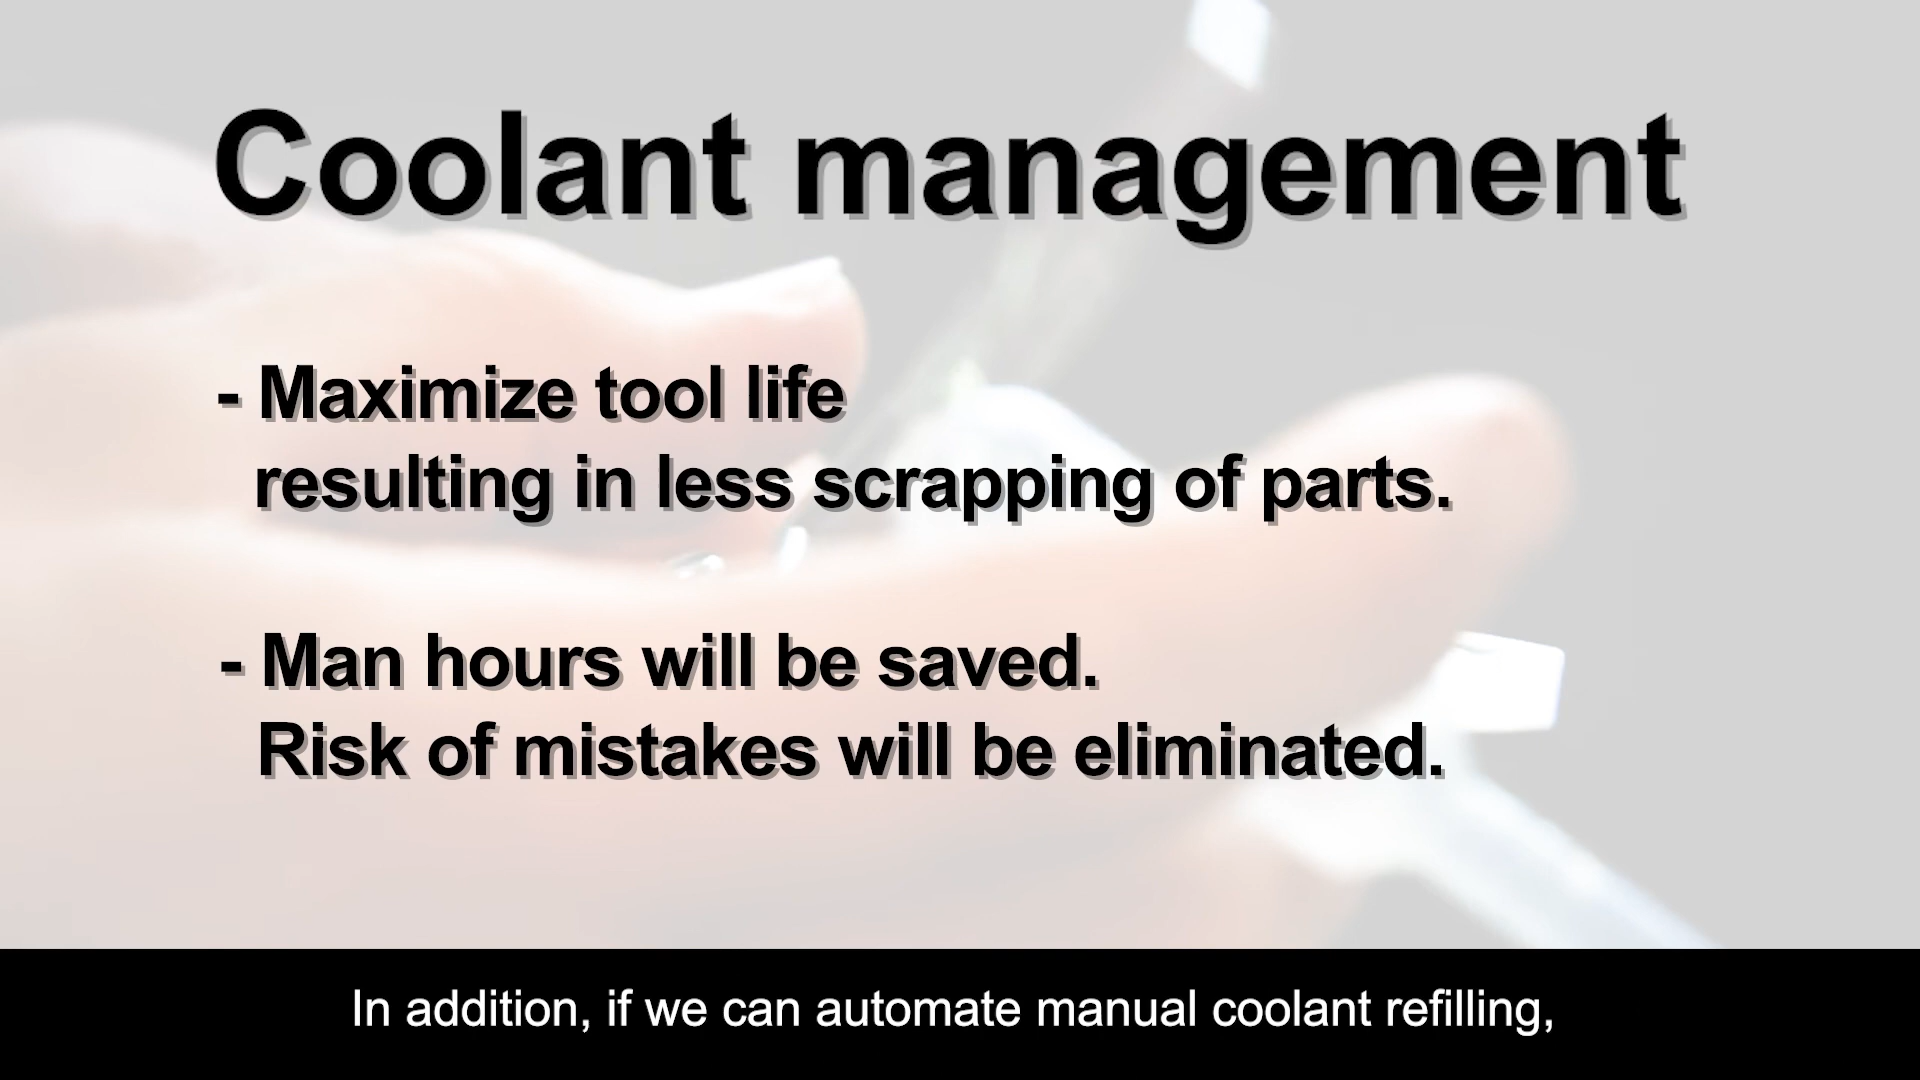 Coolant management
- Maximize tool life
resulting in less scrapping of parts.
- Man hours will be saved.
Risk of mistakes will be eliminated.
In addition, if we can automate manual coolant refilling,